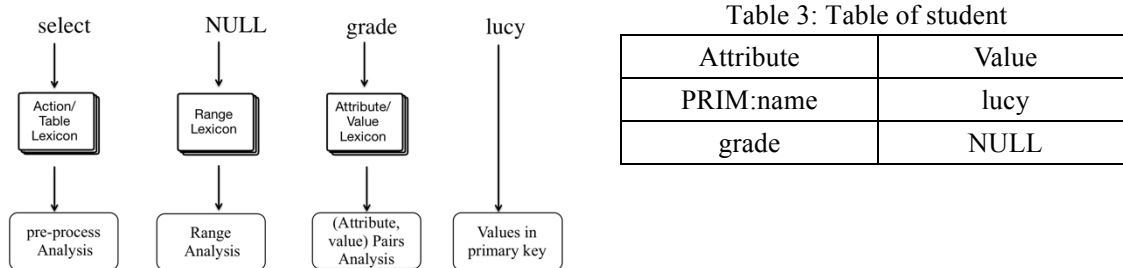 select NULL grade lucy
Action/
Table
Lexicon
Range
Lexicon
Attribute/
Value
Lexicon
pre-process
Analysis
Range
Analysis
(Attribute,
value) Pairs
Analysis
Values in
primary key
Table 3: Table of student
Attribute Value
PRIM:name lucy
grade NULL